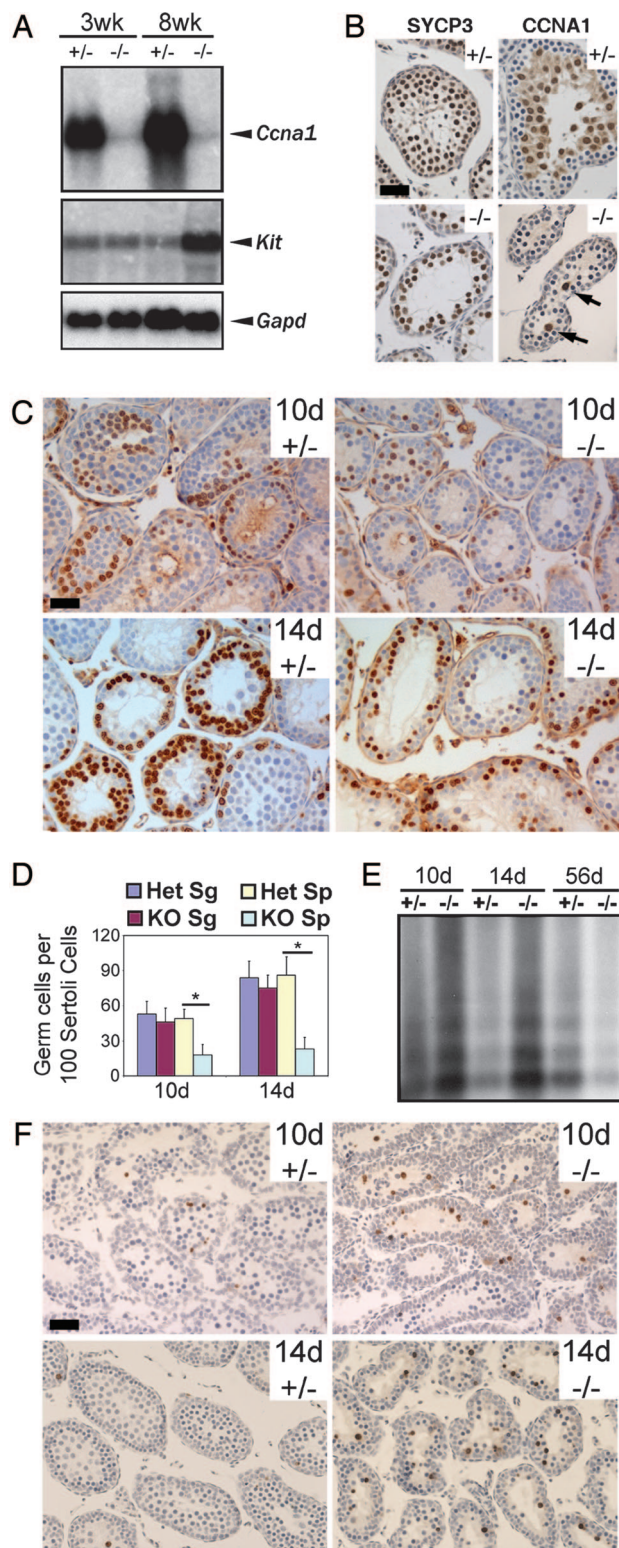 A
3wk 8wk
+/- -/- +/- -/-
Ccna1
Kit
Gapd
B
SYCP3 CCNA1
+/- +/-
-/- -/-
C
10d +/-
10d -/-
14d +/-
14d -/-
D
Het Sg Het Sp
KO Sg KO Sp
Germ cells per
100 Sertoli Cells
120
90
60
30
0
* *
10d 14d
E
10d 14d 56d
+/- -/- +/- -/- +/- -/-
F
10d +/-
10d -/-
14d +/-
14d -/-